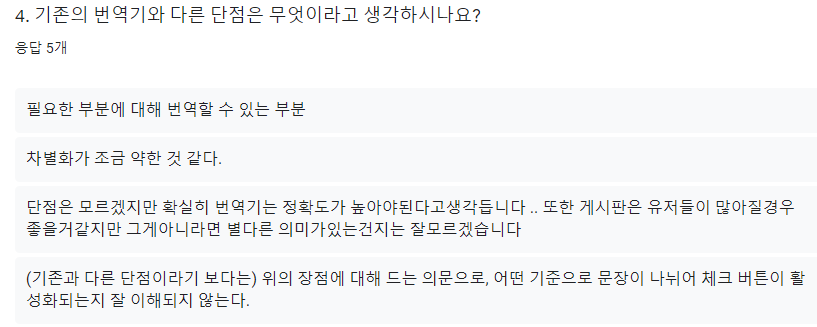 4. 기존의 번역기와 다른 단점은 무엇이라고 생각하시나요?
응답 5개
필요한 부분에 대해 번역할 수 있는 부분
차별화가 조금 약한 것 같다.
단점은 모르겠지만 확실히 번역기는 정확도가 높아야된다고생각듭니다 .. 또한 게시판은 유저들이 많아질경우
좋을거같지만 그게아니라면 별다른 의미가있는건지는 잘모르겠습니다
(기존과 다른 단점이라기 보다는) 위의 장점에 대해 드는 의문으로, 어떤 기준으로 문장이 나뉘어 체크 버튼이 활
성화되는지 잘 이해되지 않는다.